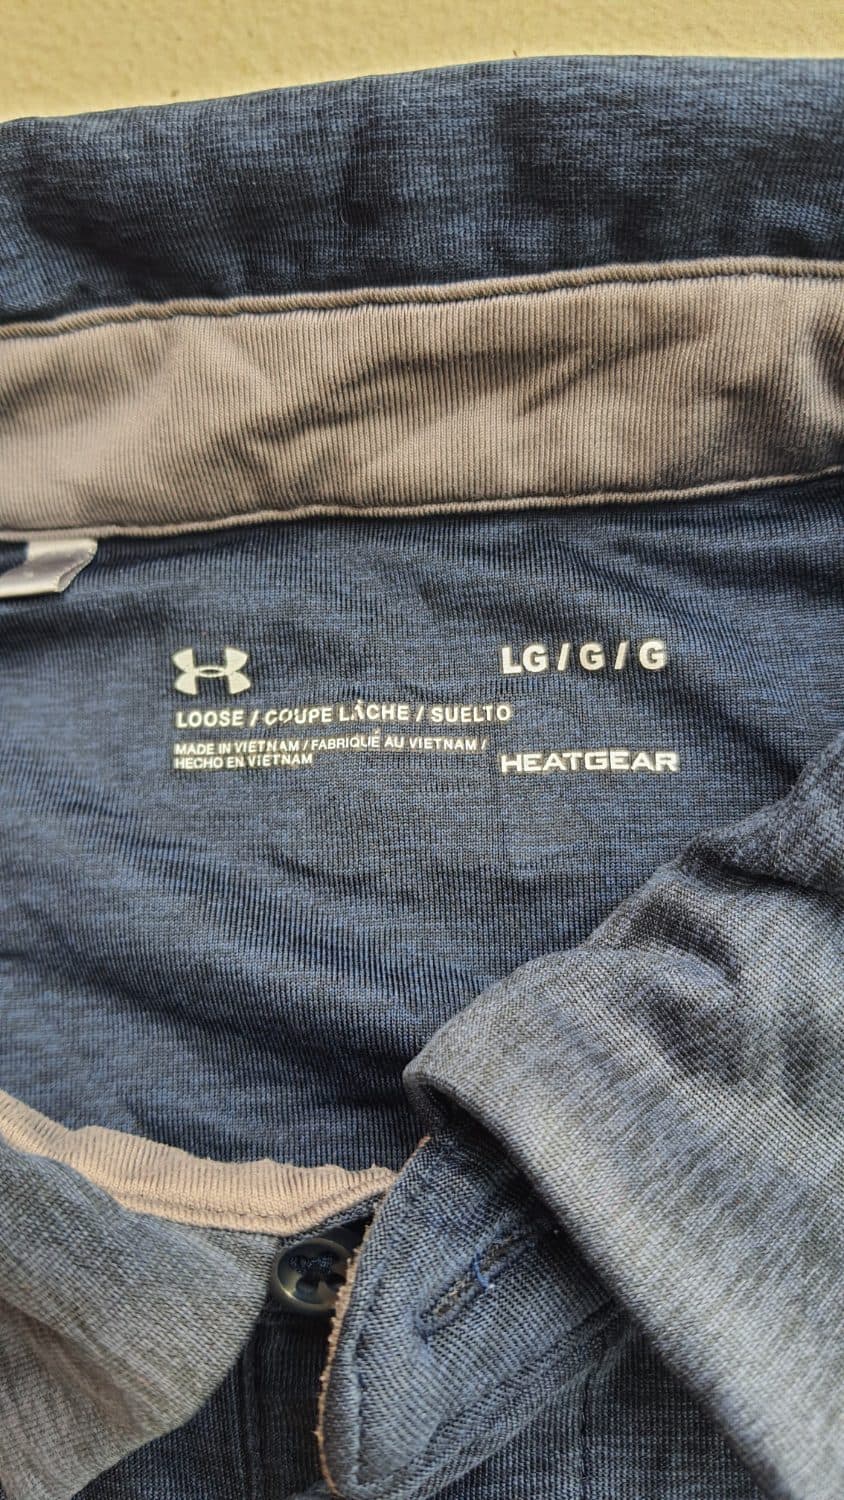 LG / G / G
LOOSE / COUPE LÂCHE / SUELTO
MADE IN VIETNAM / FABRIQUÉ AU VIETNAM /
HECHO EN VIETNAM
HEATGEAR